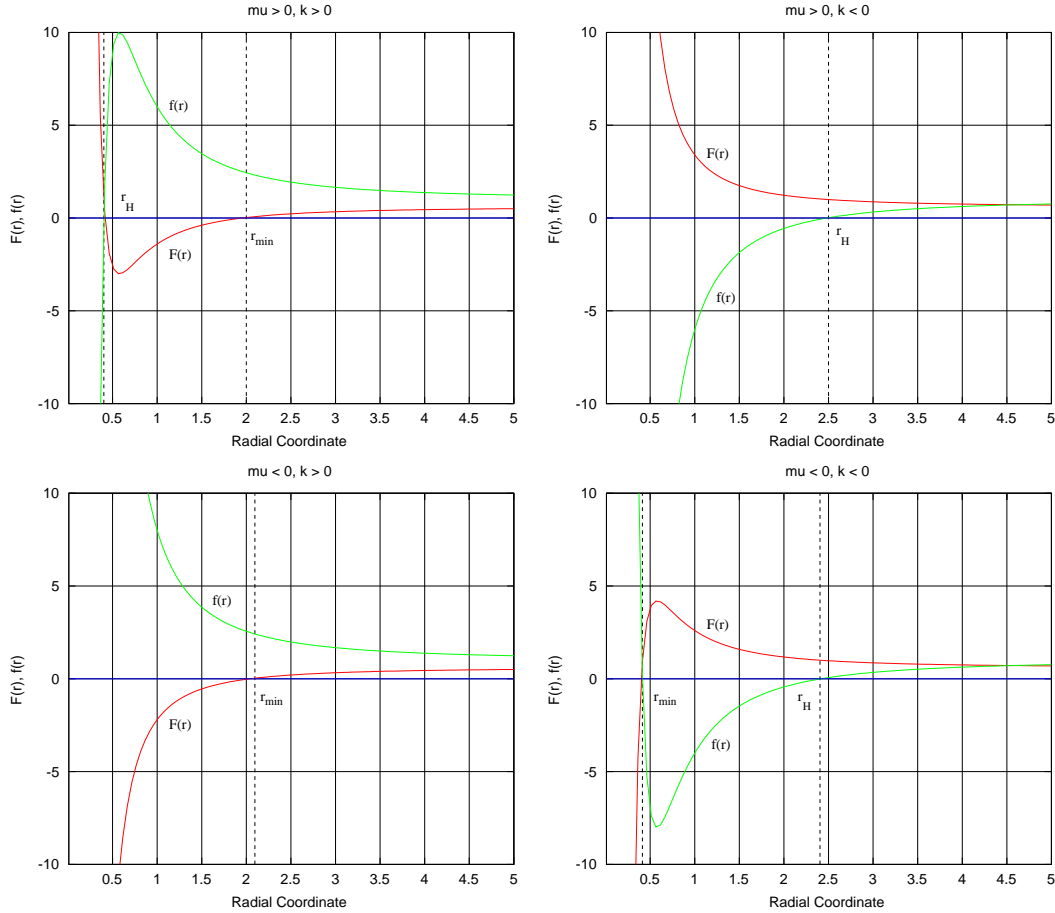 mu > 0, k > 0
10
5
0
-5
-10
F(r), f(r)
f(r)
r_H
F(r)
r_min
0.5 1 1.5 2 2.5 3 3.5 4 4.5 5
Radial Coordinate
mu > 0, k < 0
10
5
0
-5
-10
F(r), f(r)
F(r)
r_H
f(r)
0.5 1 1.5 2 2.5 3 3.5 4 4.5 5
Radial Coordinate
mu < 0, k > 0
10
5
0
-5
-10
F(r), f(r)
f(r)
r_min
F(r)
0.5 1 1.5 2 2.5 3 3.5 4 4.5 5
Radial Coordinate
mu < 0, k < 0
10
5
0
-5
-10
F(r), f(r)
F(r)
r_min
r_H
f(r)
0.5 1 1.5 2 2.5 3 3.5 4 4.5 5
Radial Coordinate